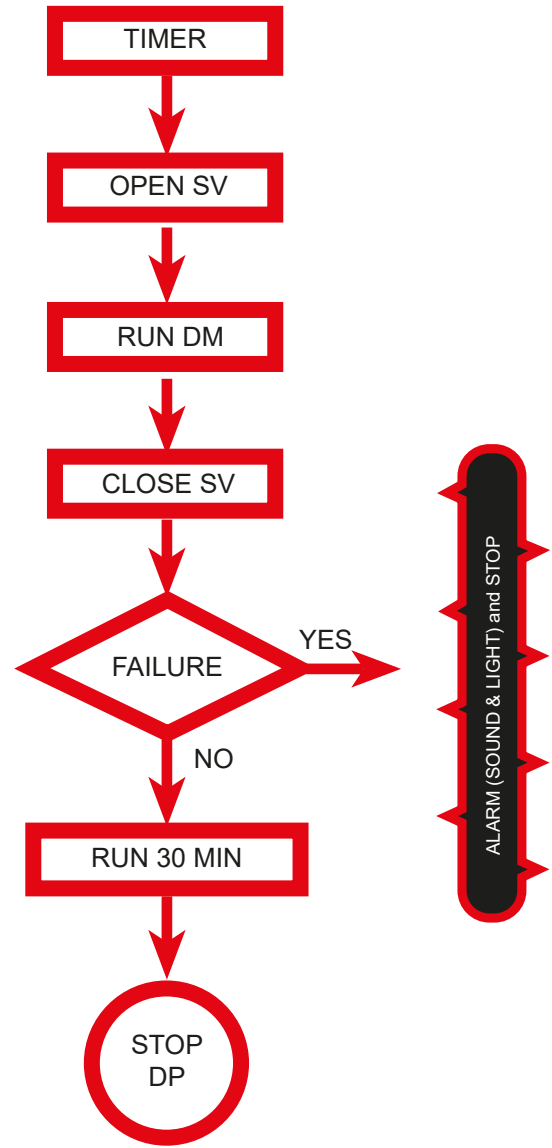 TIMER
OPEN SV
RUN DM
CLOSE SV
FAILURE
YES
NO
RUN 30 MIN
STOP
DP
ALARM (SOUND & LIGHT) and STOP